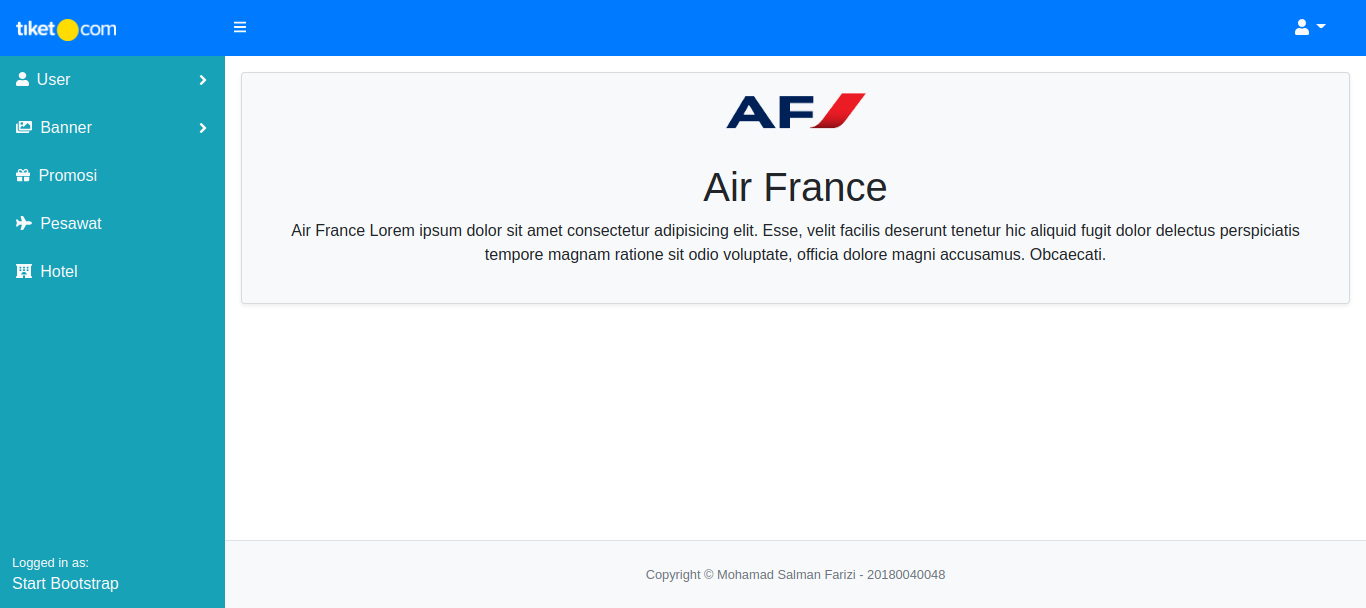 tiket.com
User
Banner
Promosi
Pesawat
Hotel
AF
Air France
Air France Lorem ipsum dolor sit amet consectetur adipisicing elit. Esse, velit facilis deserunt tenetur hic aliquid fugit dolor delectus perspiciatis
tempore magnam ratione sit odio voluptate, officia dolore magni accusamus. Obcaecati.
Logged in as:
Start Bootstrap
Copyright © Mohamad Salman Farizi - 20180040048